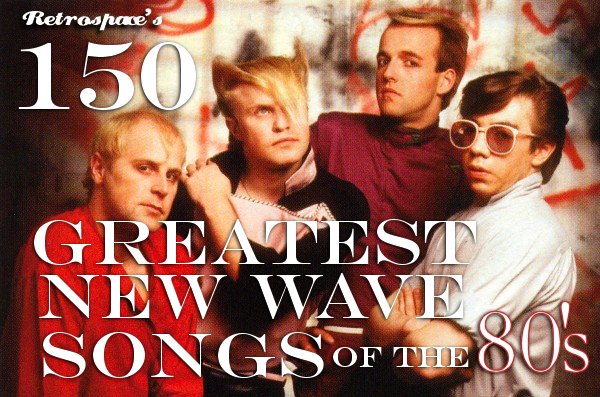 Retrospace's
150
GREATEST
NEW WAVE
SONGS OF THE 80's